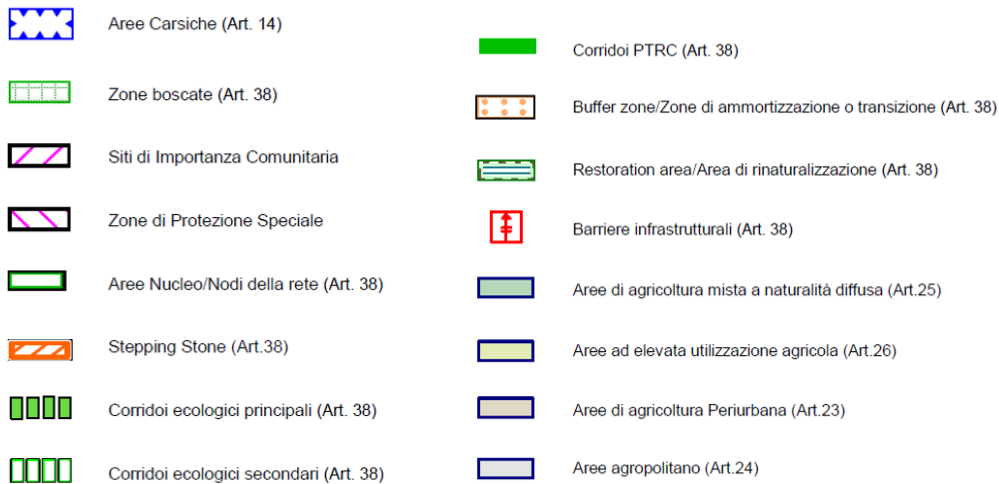 Aree Carsiche (Art. 14)
Zone boscate (Art. 38)
Siti di Importanza Comunitaria
Zone di Protezione Speciale
Aree Nucleo/Nodi della rete (Art. 38)
Stepping Stone (Art.38)
Corridoi ecologici principali (Art. 38)
Corridoi ecologici secondari (Art. 38)
Corridoi PTRC (Art. 38)
Buffer zone/Zone di ammortizzazione o transizione (Art. 38)
Restoration area/Area di rinaturalizzazione (Art. 38)
Barriere infrastrutturali (Art. 38)
Aree di agricoltura mista a naturalità diffusa (Art.25)
Aree ad elevata utilizzazione agricola (Art.26)
Aree di agricoltura Periurbana (Art.23)
Aree agropolitano (Art.24)